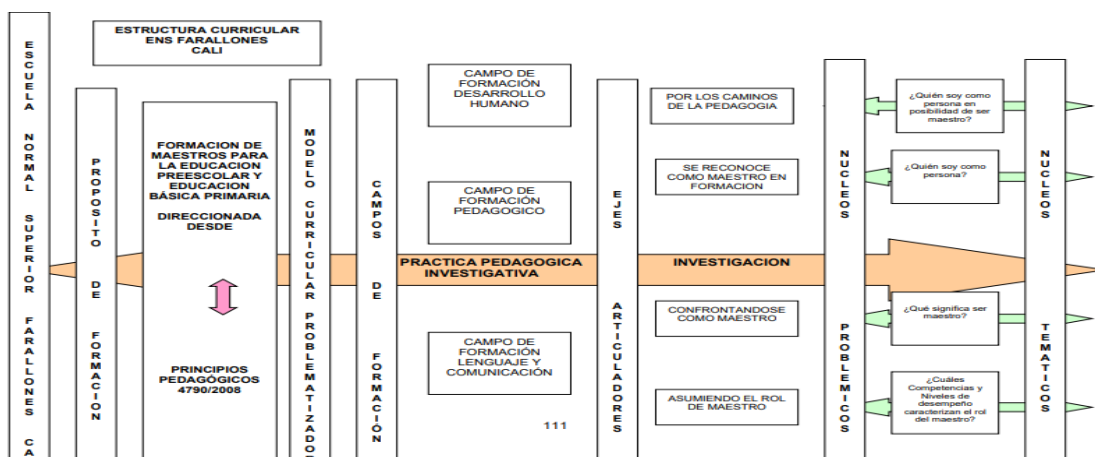 ESTRUCTURA CURRICULAR
ENS FARALLONES
CALI
ESCUELA NORMAL SUPERIOR FARALLONES CA
PROPOSITO DE FORMACION
FORMACION DE
MAESTROS PARA
LA EDUCACION
PREESCOLAR Y
EDUCACION
BÁSICA PRIMARIA
DIRECCIONADA
DESDE
PRINCIPIOS
PEDAGÓGICOS
4790/2008
MODELO CURRICULAR PROBLEMATIZADOR
CAMPOS DE FORMACIÓN
CAMPO DE
FORMACIÓN
DESARROLLO
HUMANO
CAMPO DE
FORMACIÓN
PEDAGOGICO
PRACTICA PEDAGOGICA
INVESTIGATIVA
CAMPO DE
FORMACIÓN
LENGUAJE Y
COMUNICACIÓN
111
EJES ARTICULADORES
POR LOS CAMINOS
DE LA PEDAGOGIA
SE RECONOCE
COMO MAESTRO EN
FORMACION
INVESTIGACION
CONFRONTANDOSE
COMO MAESTRO
ASUMIENDO EL ROL
DE MAESTRO
NUCLEOS PROBLEMICOS
¿Quién soy como
persona en
posibilidad de ser
maestro?
¿Quién soy como
persona?
¿Qué significa ser
maestro?
¿Cuáles
Competencias y
Niveles de
desempeño
caracterizan el rol
del maestro?
NUCLEOS TEMATICOS